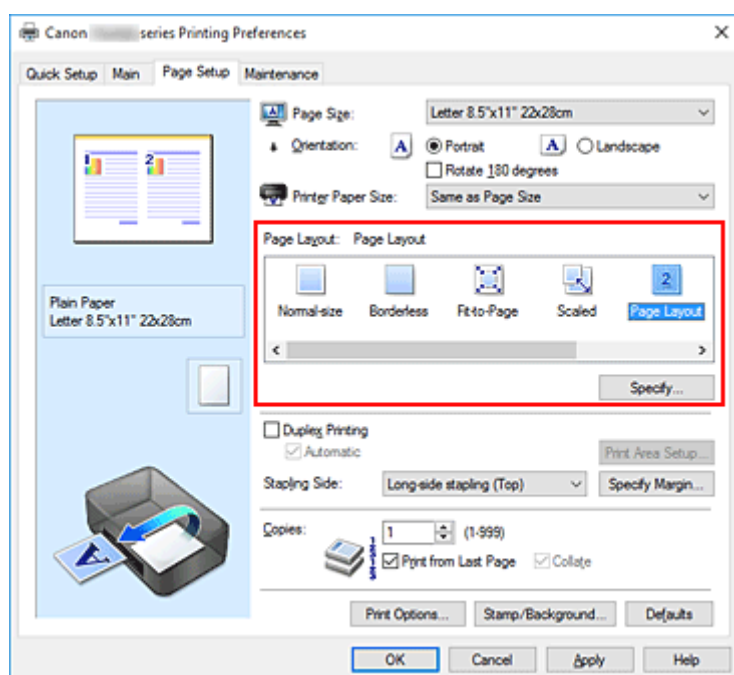 Canon series Printing Preferences
Quick Setup Main Page Setup Maintenance
1 2
Plain Paper
Letter 8.5"x11" 22x28cm
Page Size: Letter 8.5"x11" 22x28cm
Orientation: A Portrait A Landscape
Rotate 180 degrees
Printer Paper Size: Same as Page Size
Page Layout: Page Layout
2
Normal-size Borderless Fit-to-Page Scaled Page Layout
Specify...
Duplex Printing
Automatic Print Area Setup...
Stapling Side: Long-side stapling (Top) Specify Margin...
Copies: 1 (1-999)
Print from Last Page Collate
A
Print Options... Stamp/Background... Defaults
OK Cancel Apply Help